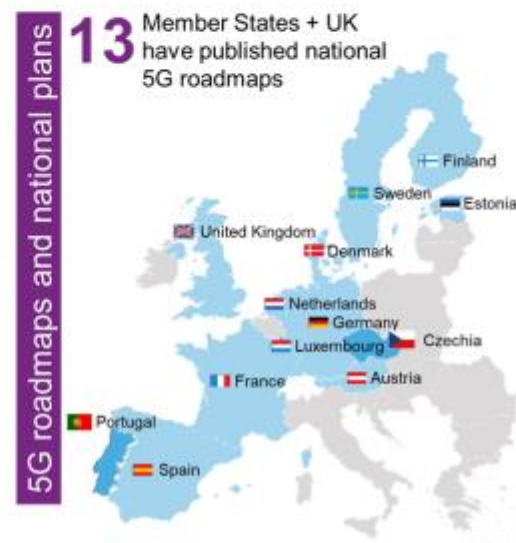 5G roadmaps and national plans
13
Member States + UK
have published national
5G roadmaps
Finland
Sweden
Estonia
United Kingdom
Denmark
Netherlands
Germany
Luxembourg
Czechia
France
Austria
Portugal
Spain